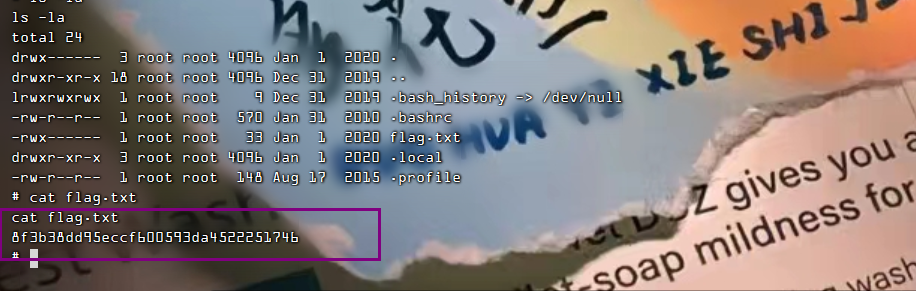 ls -la
total 24
drwx------  3 root root 4096 Jan  1  2020 .
drwxr-xr-x 18 root root 4096 Dec 31  2019 ..
lrwxrwxrwx  1 root root    9 Dec 31  2019 .bash_history -> /dev/null
-rw-r--r--  1 root root  570 Jan 31  2010 .bashrc
-rwx------  1 root root   33 Jan  1  2020 flag.txt
drwxr-xr-x  3 root root 4096 Jan  1  2020 .local
-rw-r--r--  1 root root  148 Aug 17  2015 .profile
# cat flag.txt
cat flag.txt
8f3b38dd95eccf600593da4522251746
#
XIE SHI
HUA YI
gives you a
-soap mildness for